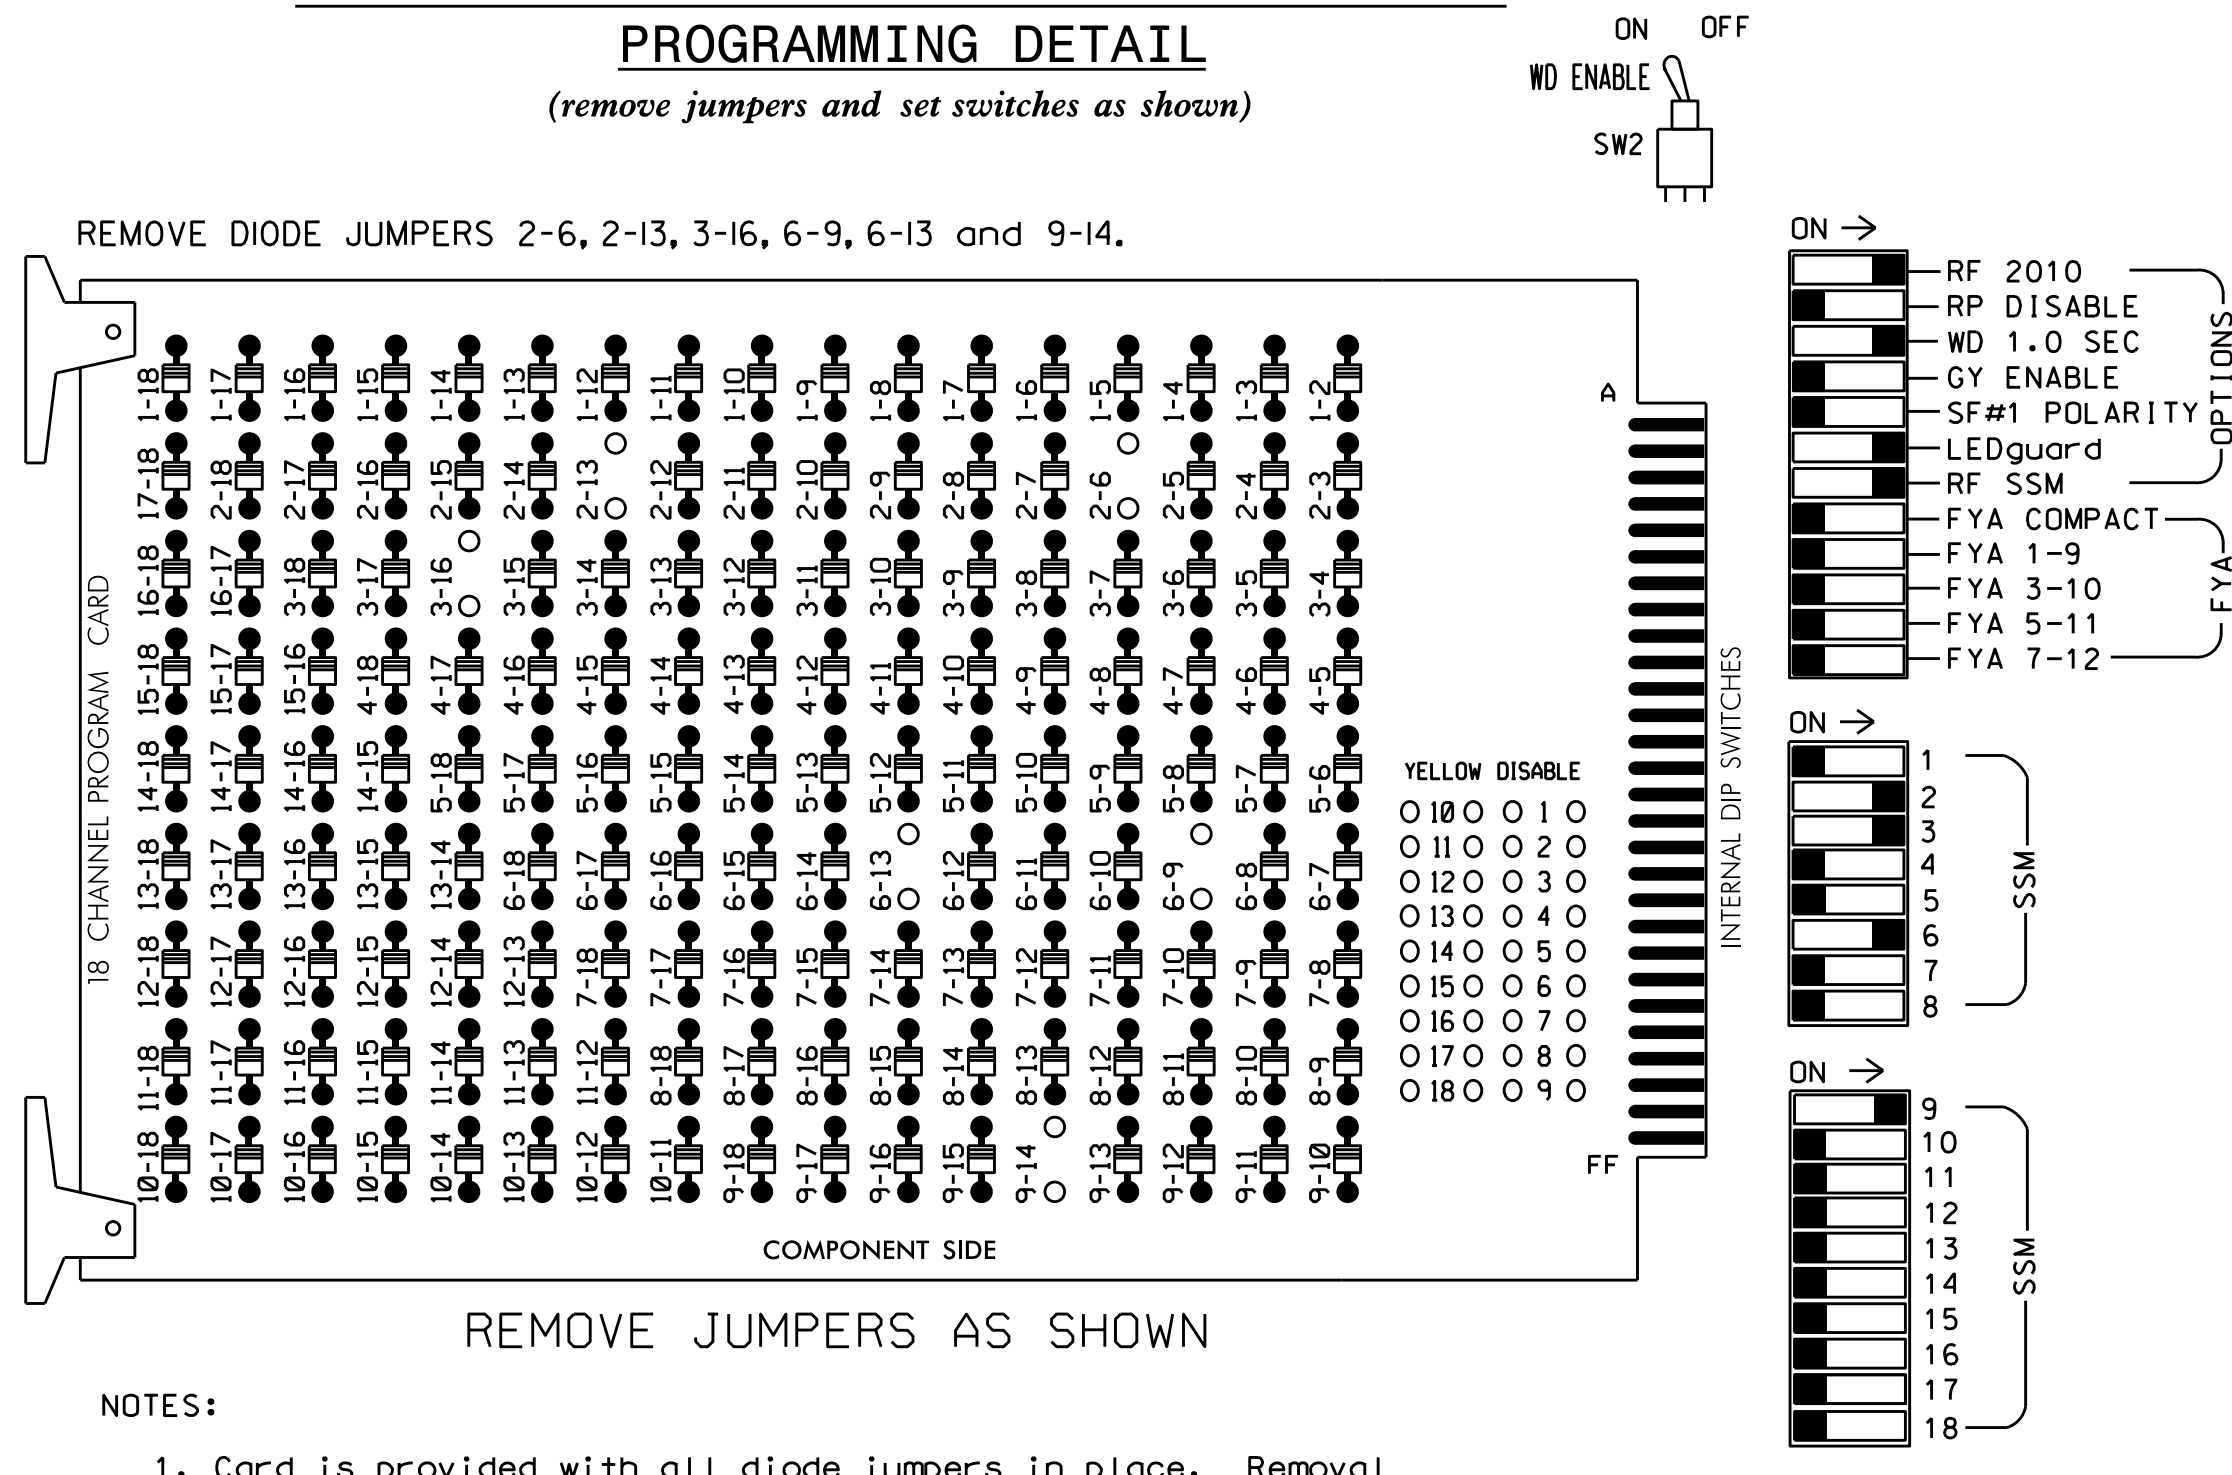 PROGRAMMING DETAIL
(remove jumpers and set switches as shown)
ON OFF
WD ENABLE
SW2
REMOVE DIODE JUMPERS 2-6, 2-13, 3-16, 6-9, 6-13 and 9-14.
18 CHANNEL PROGRAM CARD
1-18 1-17 1-16 1-15 1-14 1-13 1-12 1-11 1-10 1-9 1-8 1-7 1-6 1-5 1-4 1-3 1-2
17-18 2-18 2-17 2-16 2-15 2-14 2-13 2-12 2-11 2-10 2-9 2-8 2-7 2-6 2-5 2-4 2-3
16-18 16-17 3-18 3-17 3-16 3-15 3-14 3-13 3-12 3-11 3-10 3-9 3-8 3-7 3-6 3-5 3-4
15-18 15-17 15-16 4-18 4-17 4-16 4-15 4-14 4-13 4-12 4-11 4-10 4-9 4-8 4-7 4-6 4-5
14-18 14-17 14-16 14-15 5-18 5-17 5-16 5-15 5-14 5-13 5-12 5-11 5-10 5-9 5-8 5-7 5-6
13-18 13-17 13-16 13-15 13-14 6-18 6-17 6-16 6-15 6-14 6-13 6-12 6-11 6-10 6-9 6-8 6-7
12-18 12-17 12-16 12-15 12-14 12-13 7-18 7-17 7-16 7-15 7-14 7-13 7-12 7-11 7-10 7-9 7-8
11-18 11-17 11-16 11-15 11-14 11-13 11-12 8-18 8-17 8-16 8-15 8-14 8-13 8-12 8-11 8-10 8-9
10-18 10-17 10-16 10-15 10-14 10-13 10-12 10-11 9-18 9-17 9-16 9-15 9-14 9-13 9-12 9-11 9-10
COMPONENT SIDE
YELLOW DISABLE
10 1
11 2
12 3
13 4
14 5
15 6
16 7
17 8
18 9
A
FF
INTERNAL DIP SWITCHES
ON
RF 2010
RP DISABLE
WD 1.0 SEC
GY ENABLE
SF#1 POLARITY
LEDguard
RF SSM
OPTIONS
FYA COMPACT
FYA 1-9
FYA 3-10
FYA 5-11
FYA 7-12
FYA
ON
1
2
3
4
5
6
7
8
SSM
ON
9
10
11
12
13
14
15
16
17
18
SSM
REMOVE JUMPERS AS SHOWN
NOTES:
1. Card is provided with all diode jumpers in place. Removal